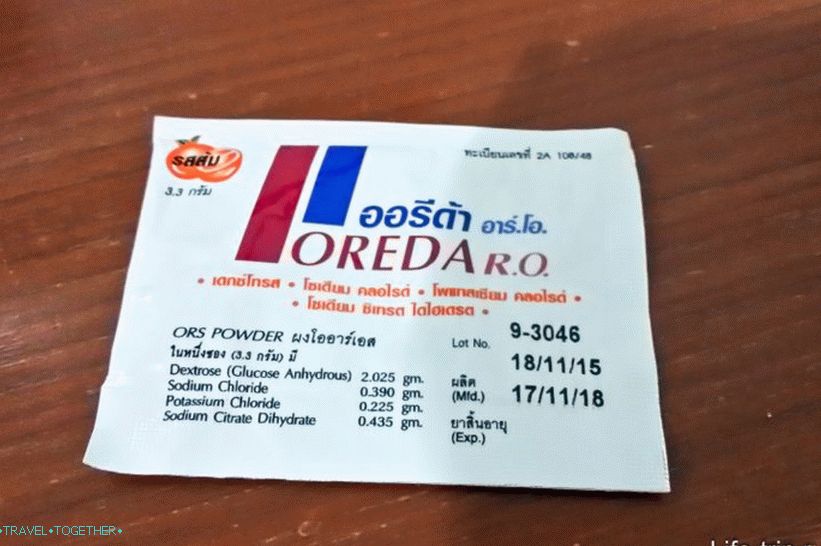 รสส้ม
3.3 กรัม
ทะเบียนเลขที่ 2A 108/48
ออรีด้า อาร์.โอ.
OREDA R.O.
• เดกซ์โทรส • โซเดียม คลอไรด์ • โพแทสเซียม คลอไรด์ •
• โซเดียม ซิเทรต ไดไฮเดรต •
ORS POWDER ผงโออาร์เอส
ในหนึ่งซอง (3.3 กรัม) มี
Dextrose (Glucose Anhydrous) 2.025 gm.
Sodium Chloride 0.390 gm.
Potassium Chloride 0.225 gm.
Sodium Citrate Dihydrate 0.435 gm.
Lot No. 9-3046
18/11/15
ผลิต
(Mfd.) 17/11/18
ยาสิ้นอายุ
(Exp.)
•TRAVEL•TOGETHER•